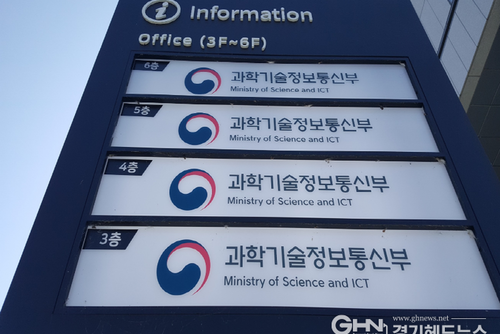 i Information
Office (3F~6F)
6층
과학기술정보통신부
Ministry of Science and ICT
5층
과학기술정보통신부
Ministry of Science and ICT
4층
과학기술정보통신부
Ministry of Science and ICT
3층
과학기술정보통신부
Ministry of Science and ICT
www.ghnews.net
GHN 경기헤드뉴스